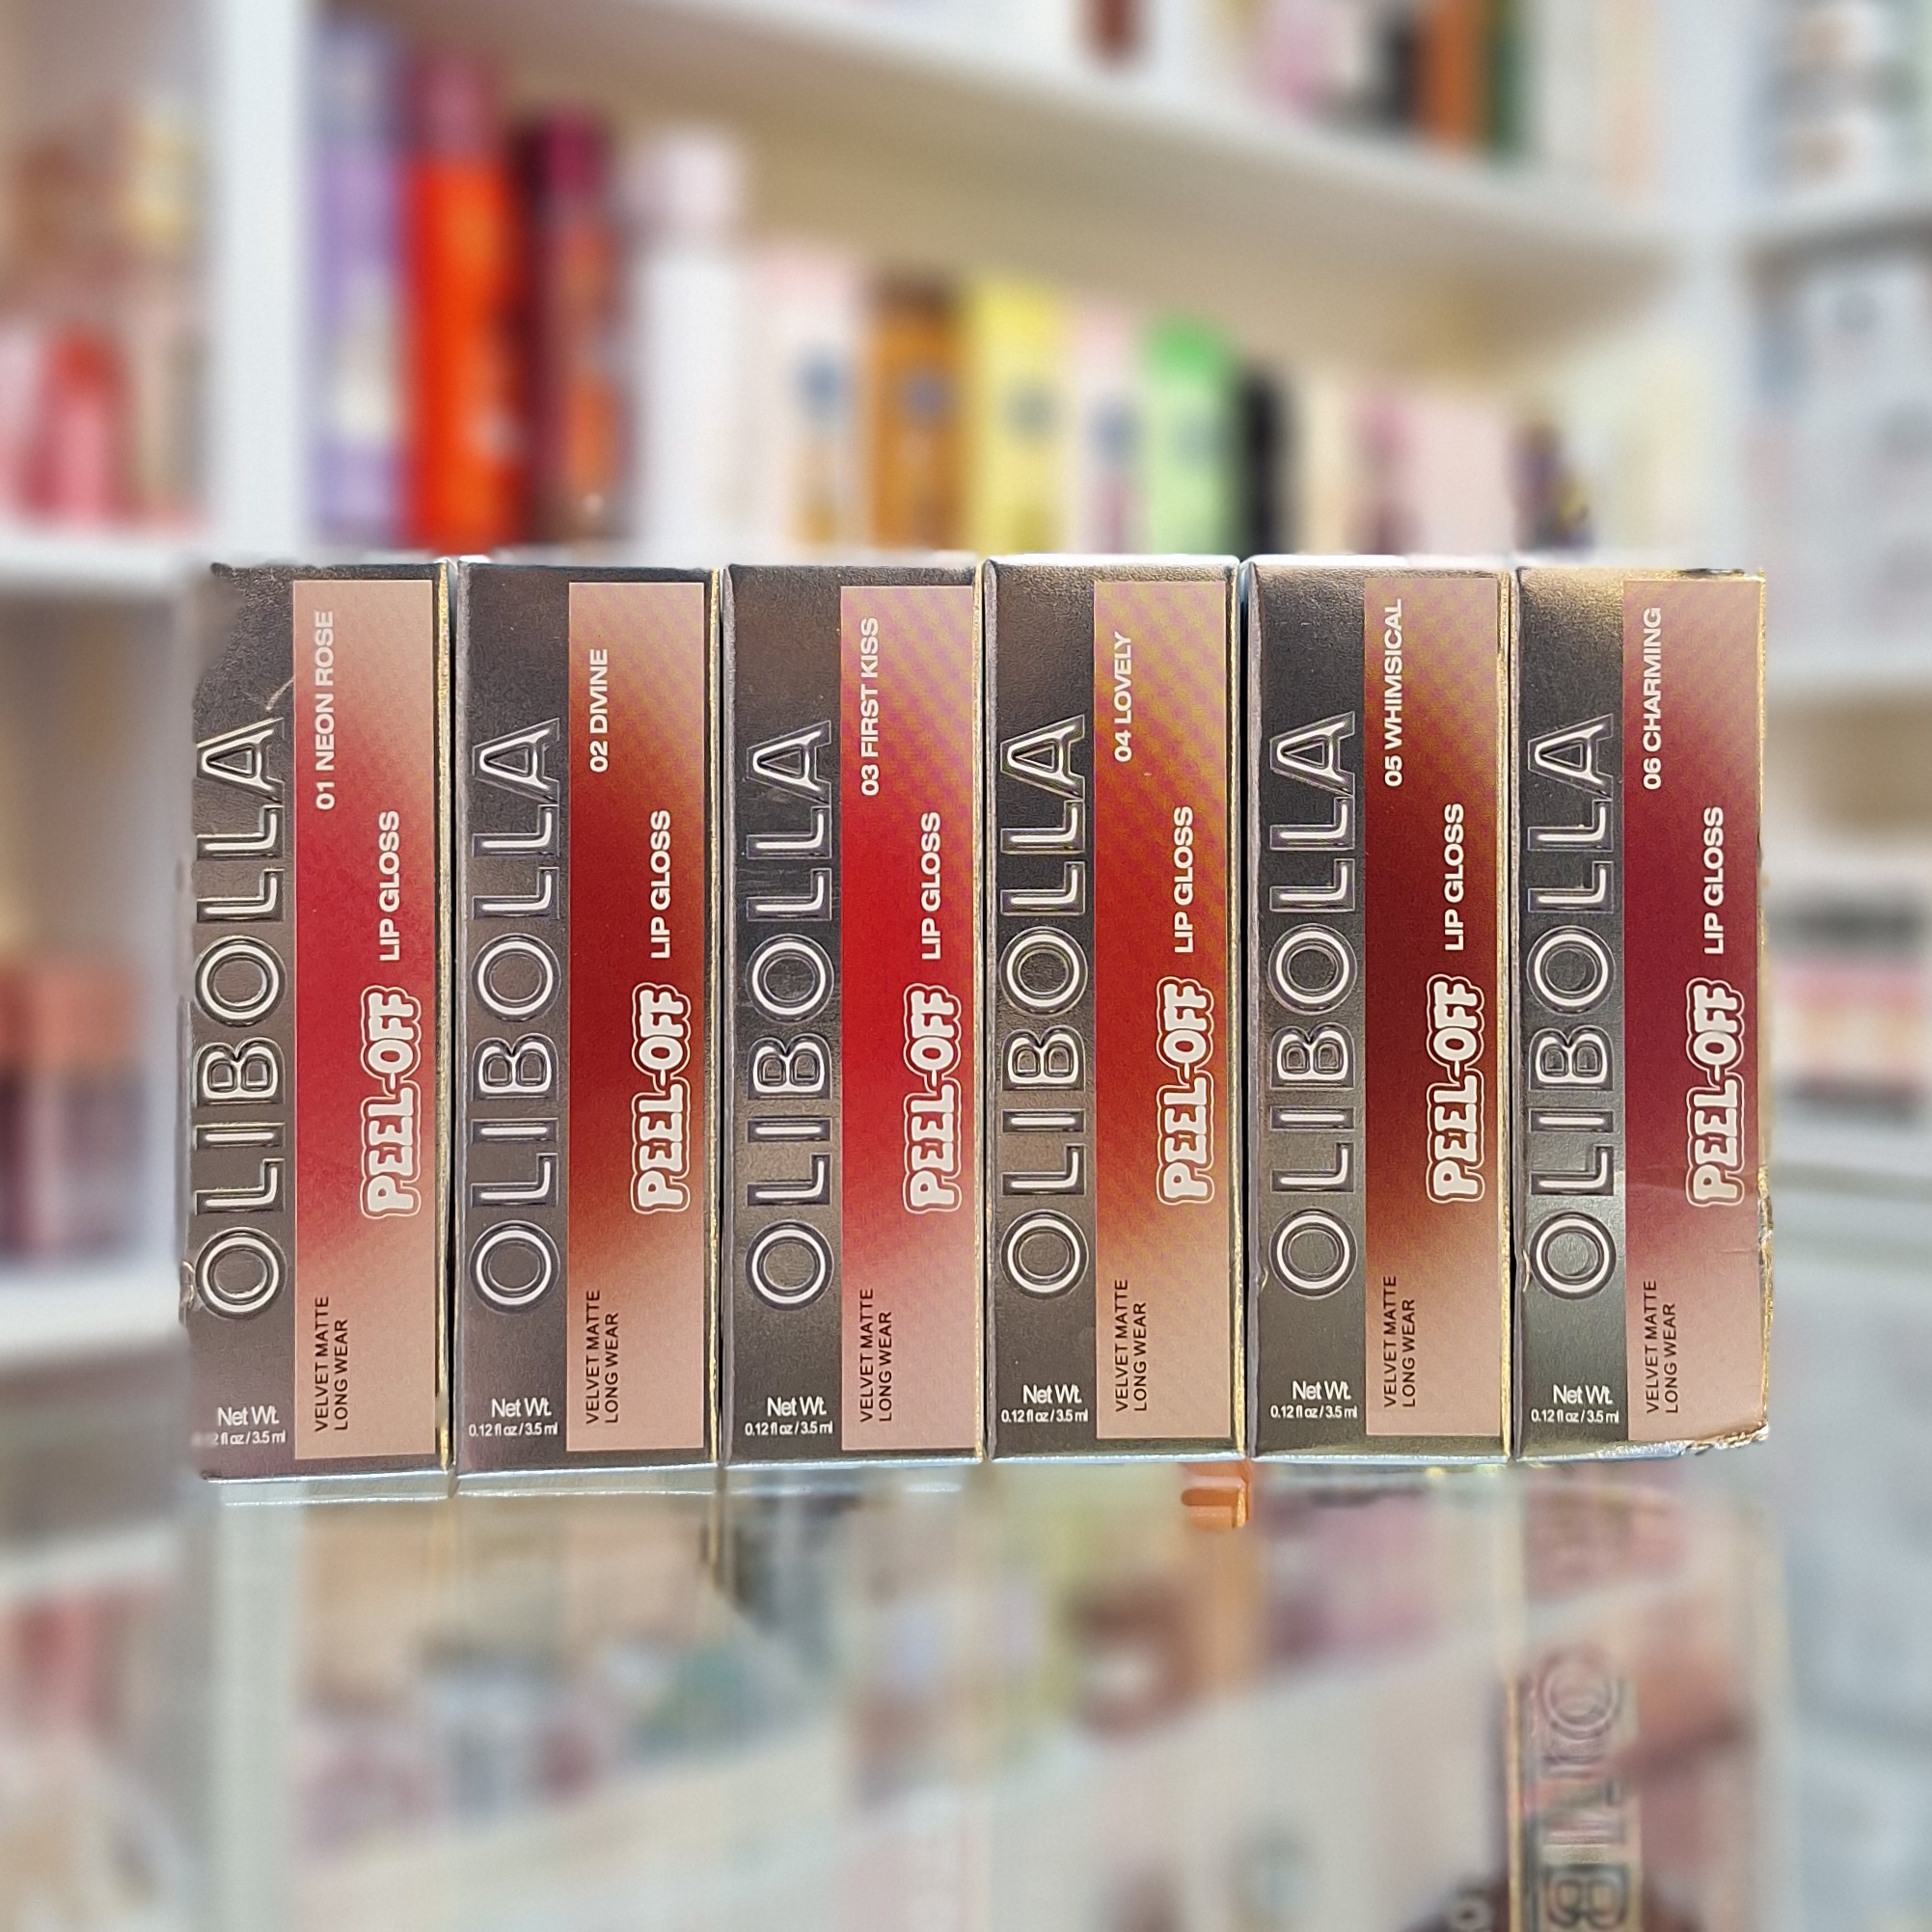 OLIBOLLA
01 NEON ROSE
PEEL-OFF LIP GLOSS
VELVET MATTE
LONG WEAR
Net Wt.
2 fl oz / 3.5 ml
OLIBOLLA
02 DIVINE
PEEL-OFF LIP GLOSS
VELVET MATTE
LONG WEAR
Net Wt.
0.12 fl oz / 3.5 ml
OLIBOLLA
03 FIRST KISS
PEEL-OFF LIP GLOSS
VELVET MATTE
LONG WEAR
Net Wt.
0.12 fl oz / 3.5 ml
OLIBOLLA
04 LOVELY
PEEL-OFF LIP GLOSS
VELVET MATTE
LONG WEAR
Net Wt.
0.12 fl oz / 3.5 ml
OLIBOLLA
05 WHIMSICAL
PEEL-OFF LIP GLOSS
VELVET MATTE
LONG WEAR
Net Wt.
0.12 fl oz / 3.5 ml
OLIBOLLA
06 CHARMING
PEEL-OFF LIP GLOSS
VELVET MATTE
LONG WEAR
Net Wt.
0.12 fl oz / 3.5 ml